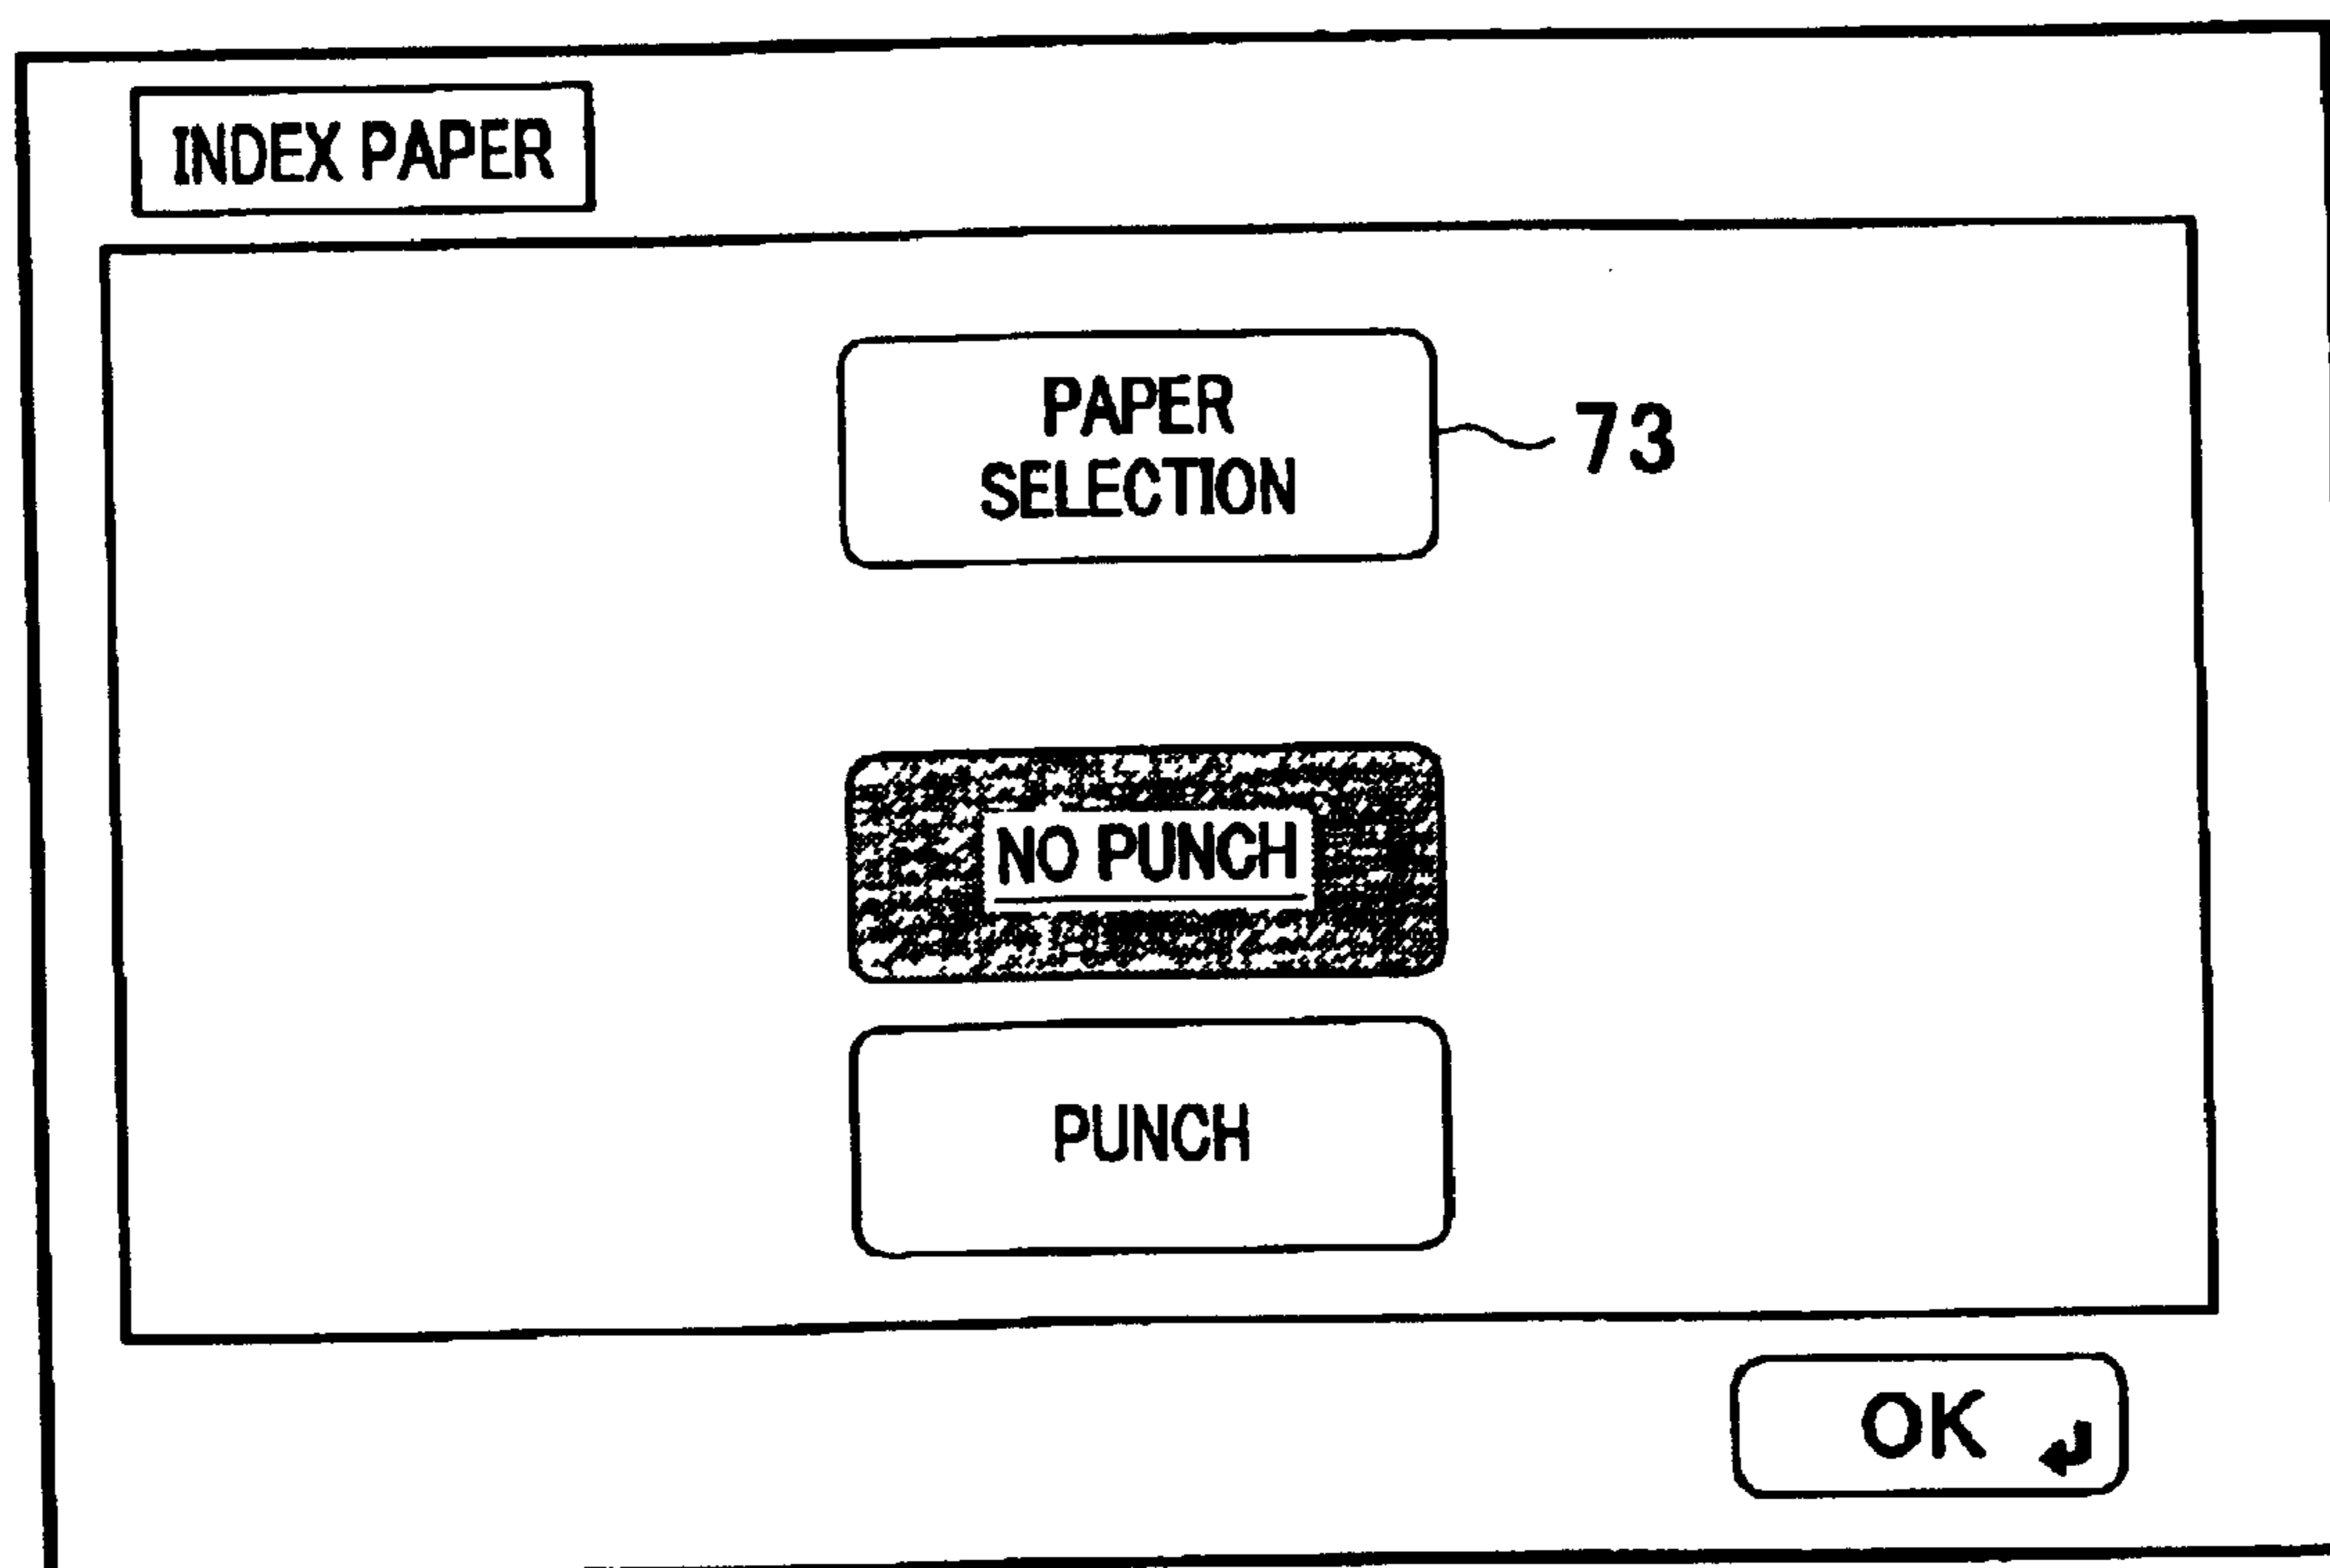 INDEX PAPER
PAPER
SELECTION
73
NO PUNCH
PUNCH
OK